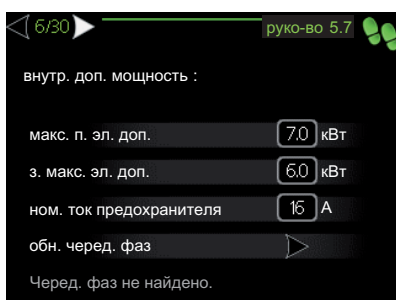 6/30 руко-во 5.7
внутр. доп. мощность :
макс. п. эл. доп. 7.0 кВт
з. макс. эл. доп. 6.0 кВт
ном. ток предохранителя 16 А
обн. черед. фаз
Черед. фаз не найдено.